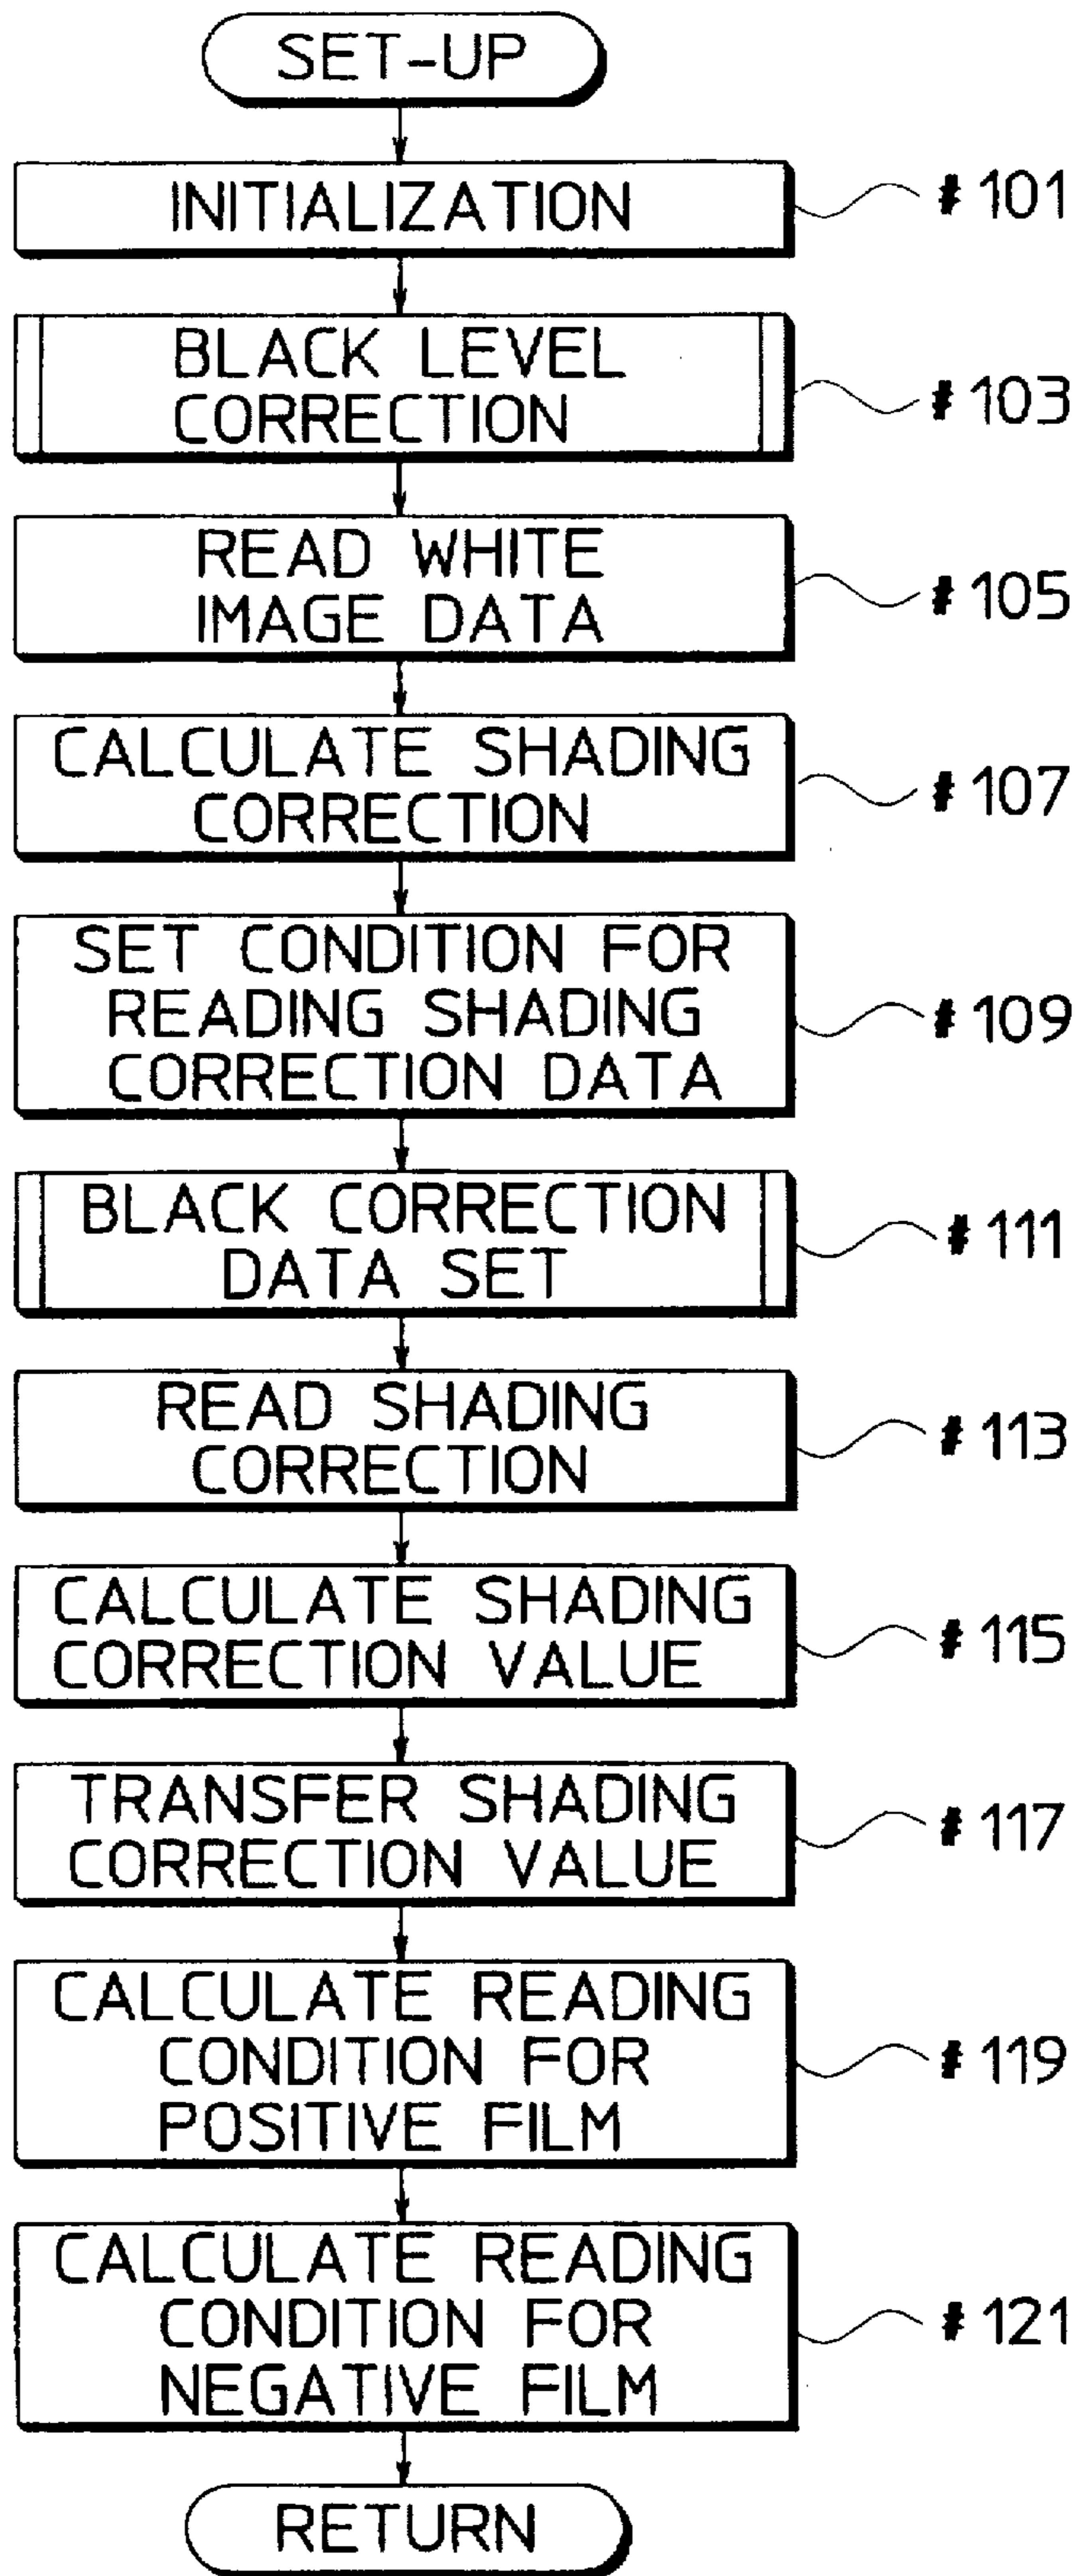 SET-UP
INITIALIZATION
# 101
BLACK LEVEL
CORRECTION
# 103
READ WHITE
IMAGE DATA
# 105
CALCULATE SHADING
CORRECTION
# 107
SET CONDITION FOR
READING SHADING
CORRECTION DATA
# 109
BLACK CORRECTION
DATA SET
# 111
READ SHADING
CORRECTION
# 113
CALCULATE SHADING
CORRECTION VALUE
# 115
TRANSFER SHADING
CORRECTION VALUE
# 117
CALCULATE READING
CONDITION FOR
POSITIVE FILM
# 119
CALCULATE READING
CONDITION FOR
NEGATIVE FILM
# 121
RETURN